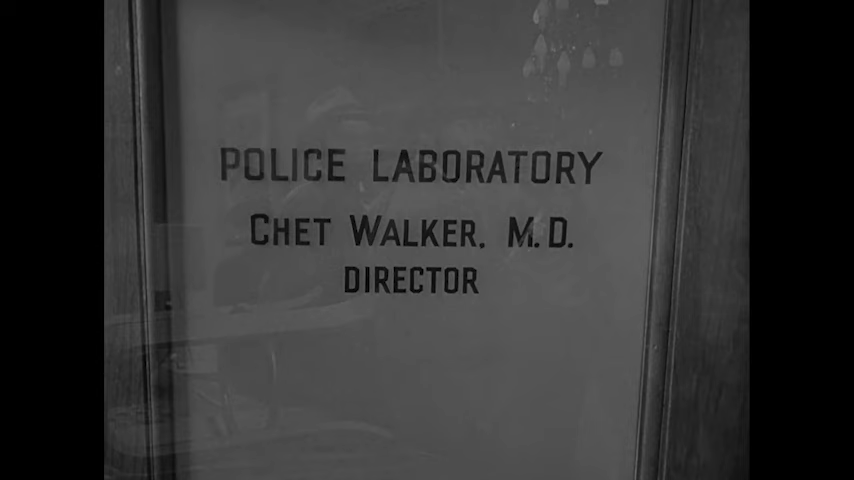 POLICE LABORATORY
CHET WALKER. M.D.
DIRECTOR